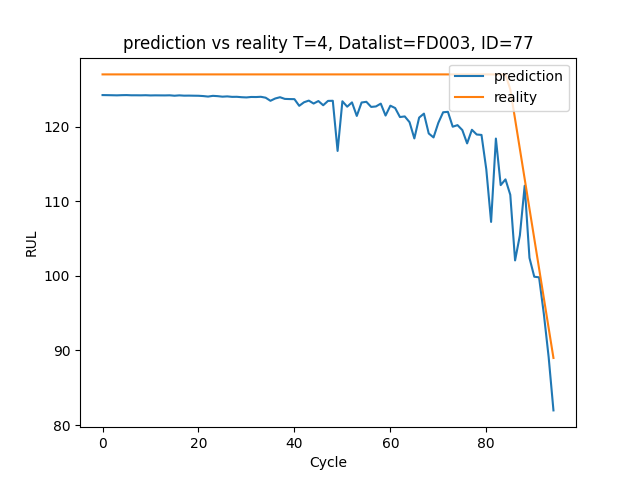 prediction vs reality T=4, Datalist=FD003, ID=77
prediction
reality
120
110
100
90
80
RUL
0 20 40 60 80
Cycle